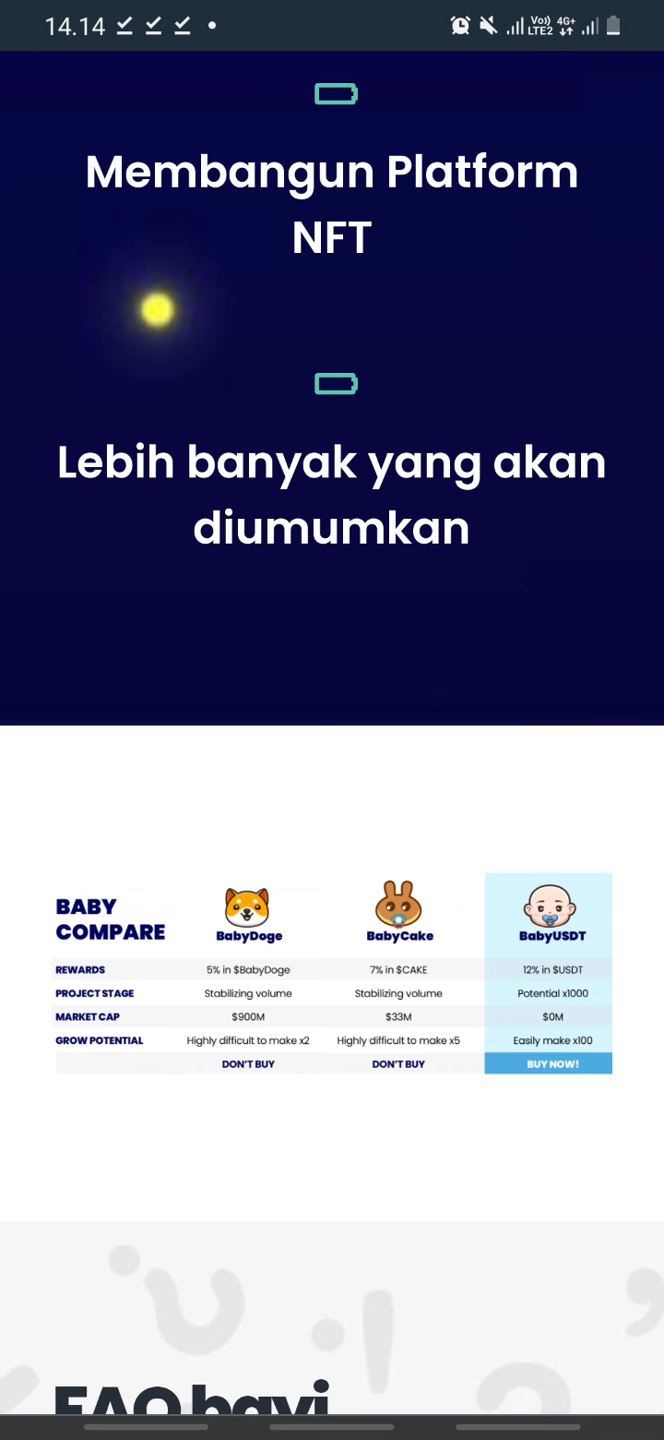 14.14
Vo)) 4G+
LTE2
Membangun Platform
NFT
Lebih banyak yang akan
diumumkan
BABY
COMPARE
BabyDoge BabyCake BabyUSDT
REWARDS 5% in $BabyDoge 7% in $CAKE 12% in $USDT
PROJECT STAGE Stabilizing volume Stabilizing volume Potential x1000
MARKET CAP $900M $33M $0M
GROW POTENTIAL Highly difficult to make x2 Highly difficult to make x5 Easily make x100
DON'T BUY DON'T BUY BUY NOW!
FAQ bayi